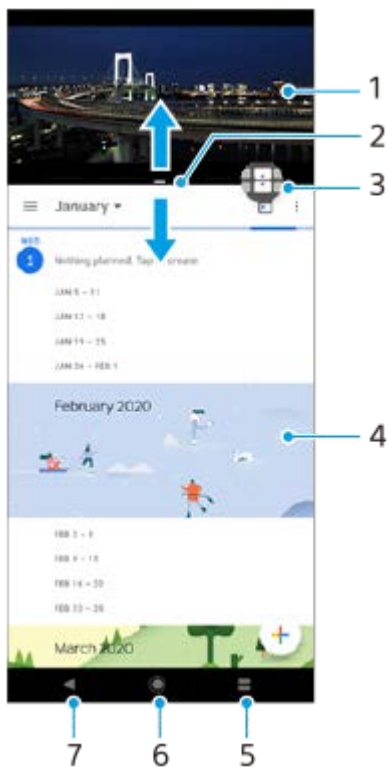 1
2
3
January
WED
1
Nothing planned. Tap to create.
JAN 5 – 11
JAN 12 – 18
JAN 19 – 25
JAN 26 – FEB 1
February 2020
4
FEB 2 – 8
FEB 9 – 15
FEB 16 – 22
FEB 23 – 29
March 2020
7
6
5